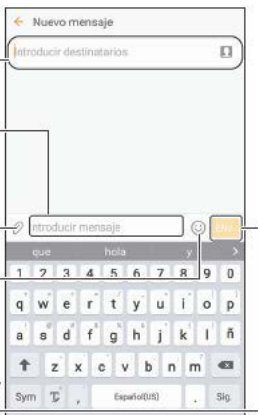 Nuevo mensaje
Introducir destinatarios
Introducir mensaje
ENV.
que hola y
1 2 3 4 5 6 7 8 9 0
q w e r t y u i o p
a s d f g h j k l ñ
z x c v b n m
Sym , Español(US) . Sig.